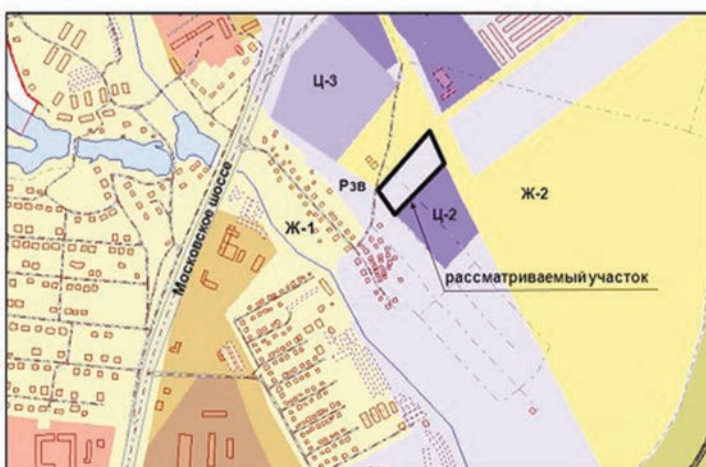 Ц-3
Московское шоссе
Рзв
Ж-1
Ц-2
Ж-2
рассматриваемый участок